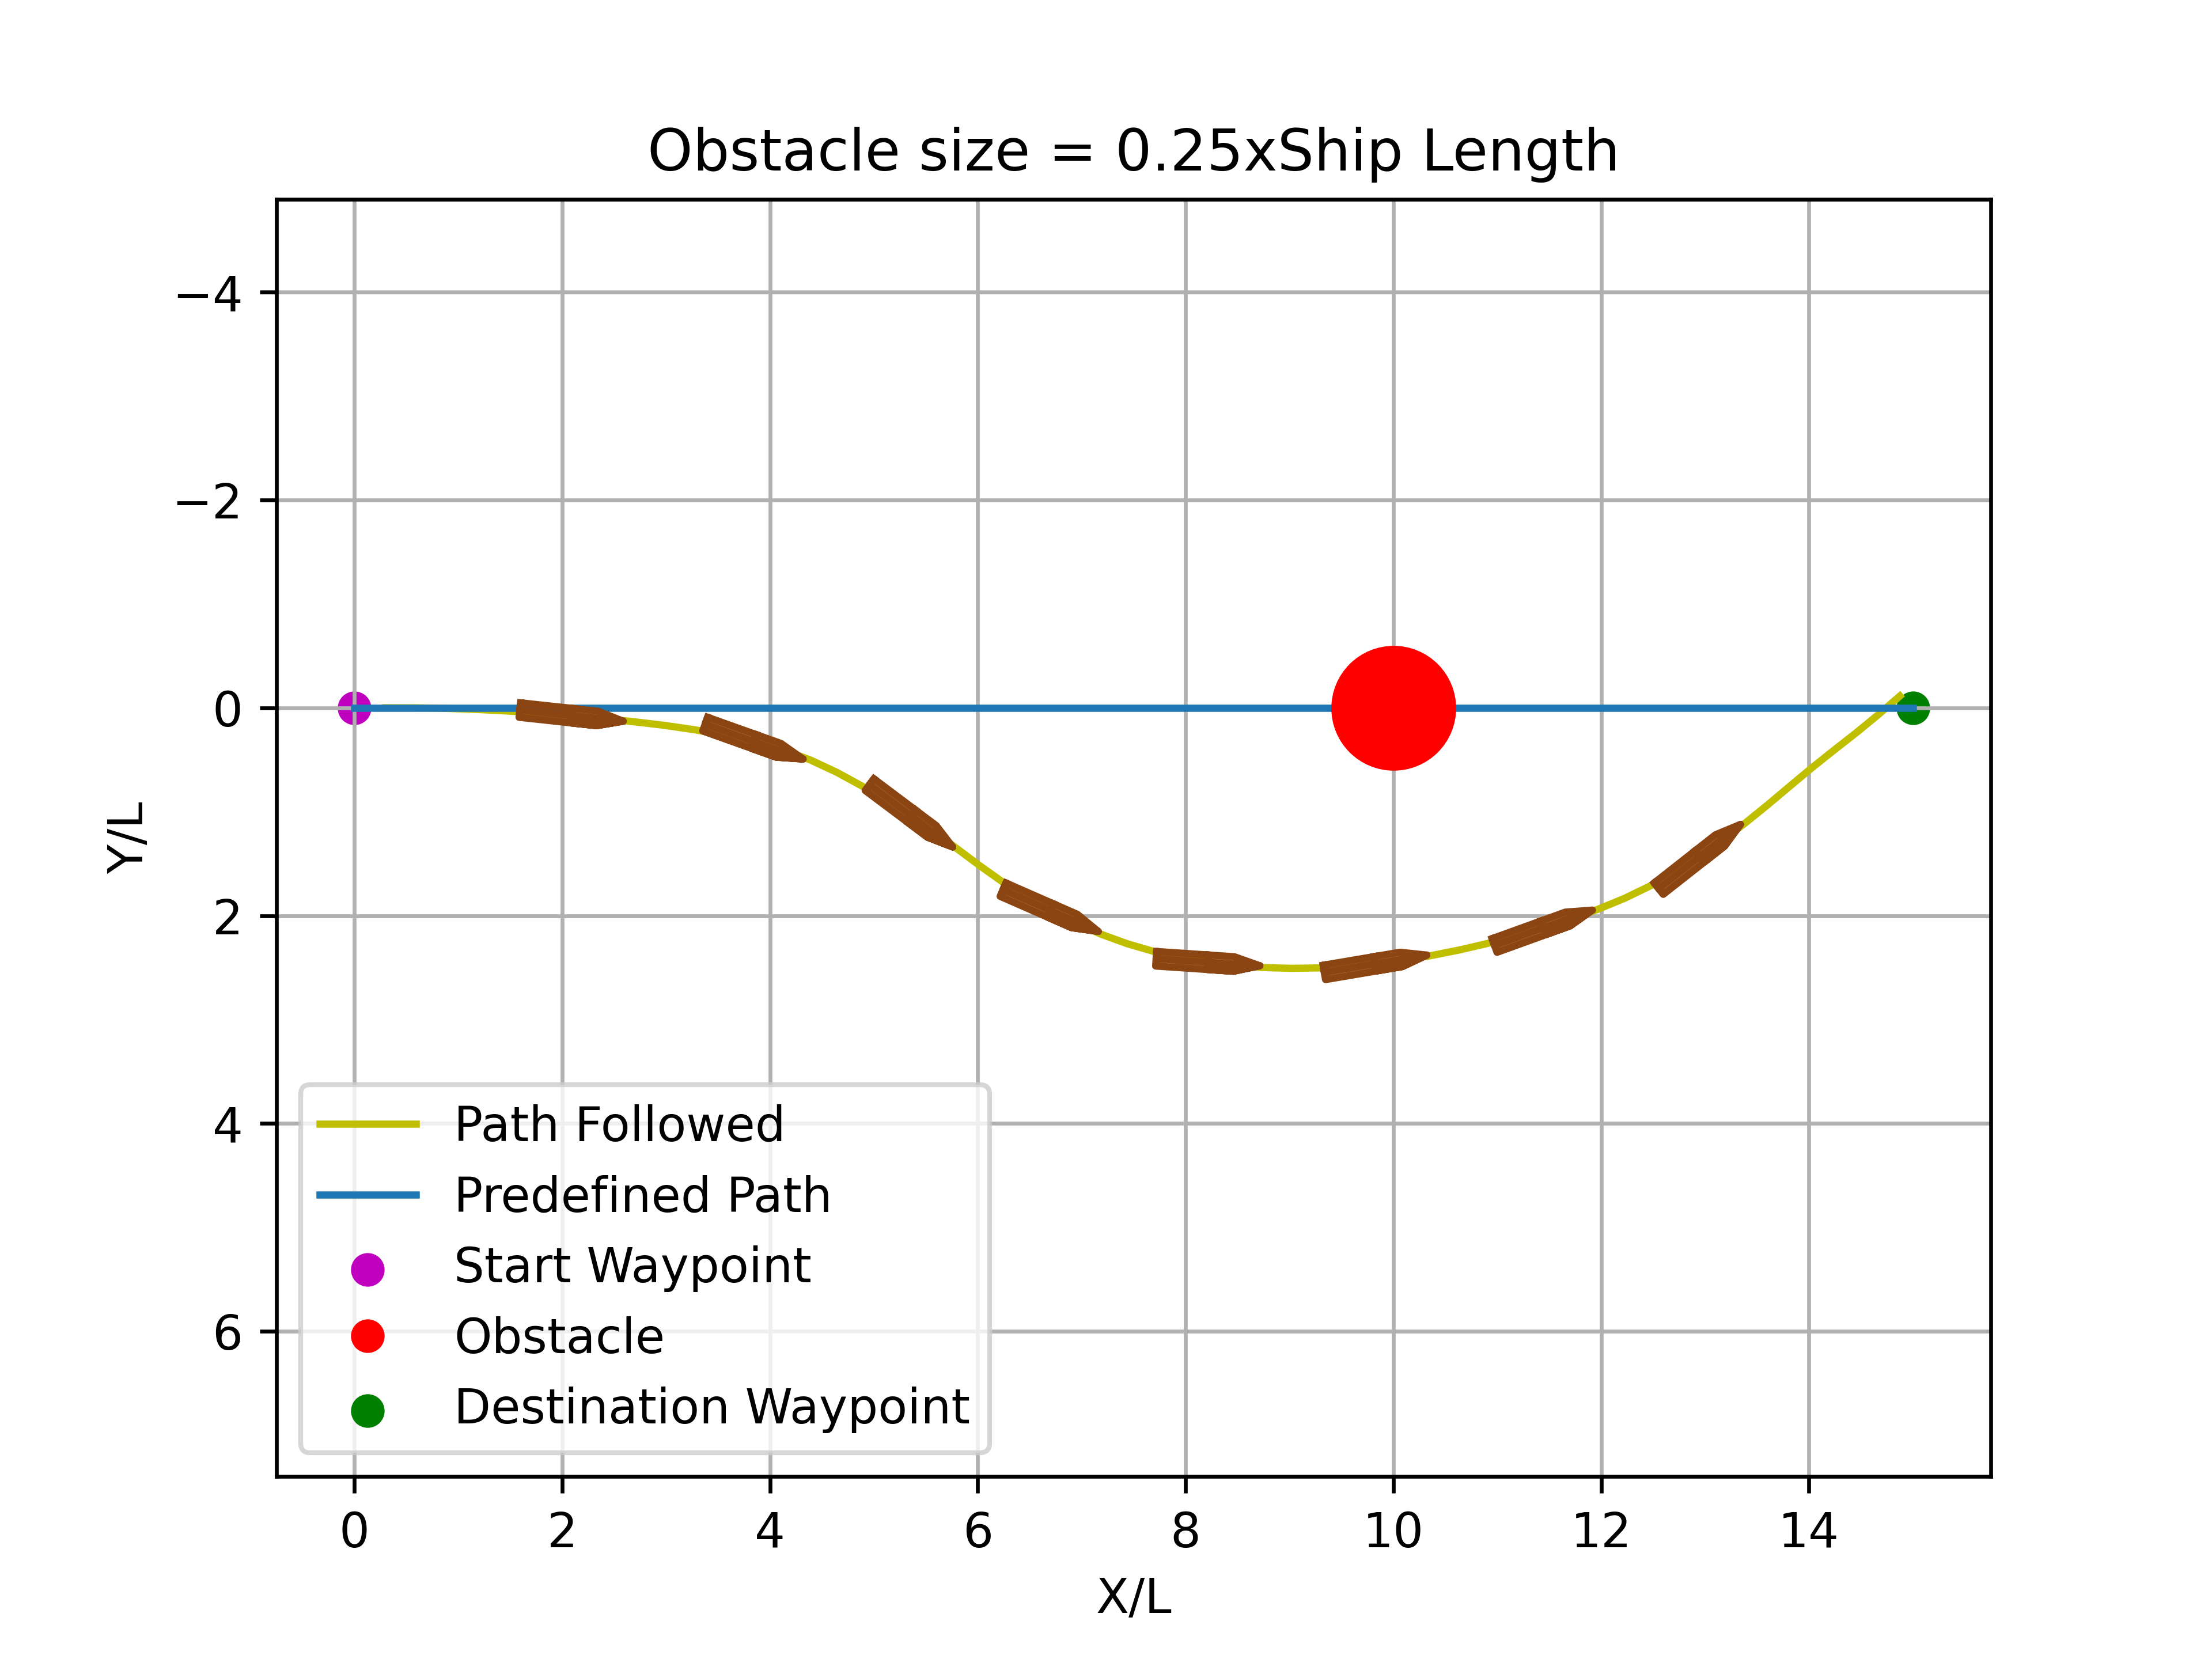 Obstacle size = 0.25xShip Length
−4
−2
0
2
4
6
Y/L
Path Followed
Predefined Path
Start Waypoint
Obstacle
Destination Waypoint
0 2 4 6 8 10 12 14
X/L